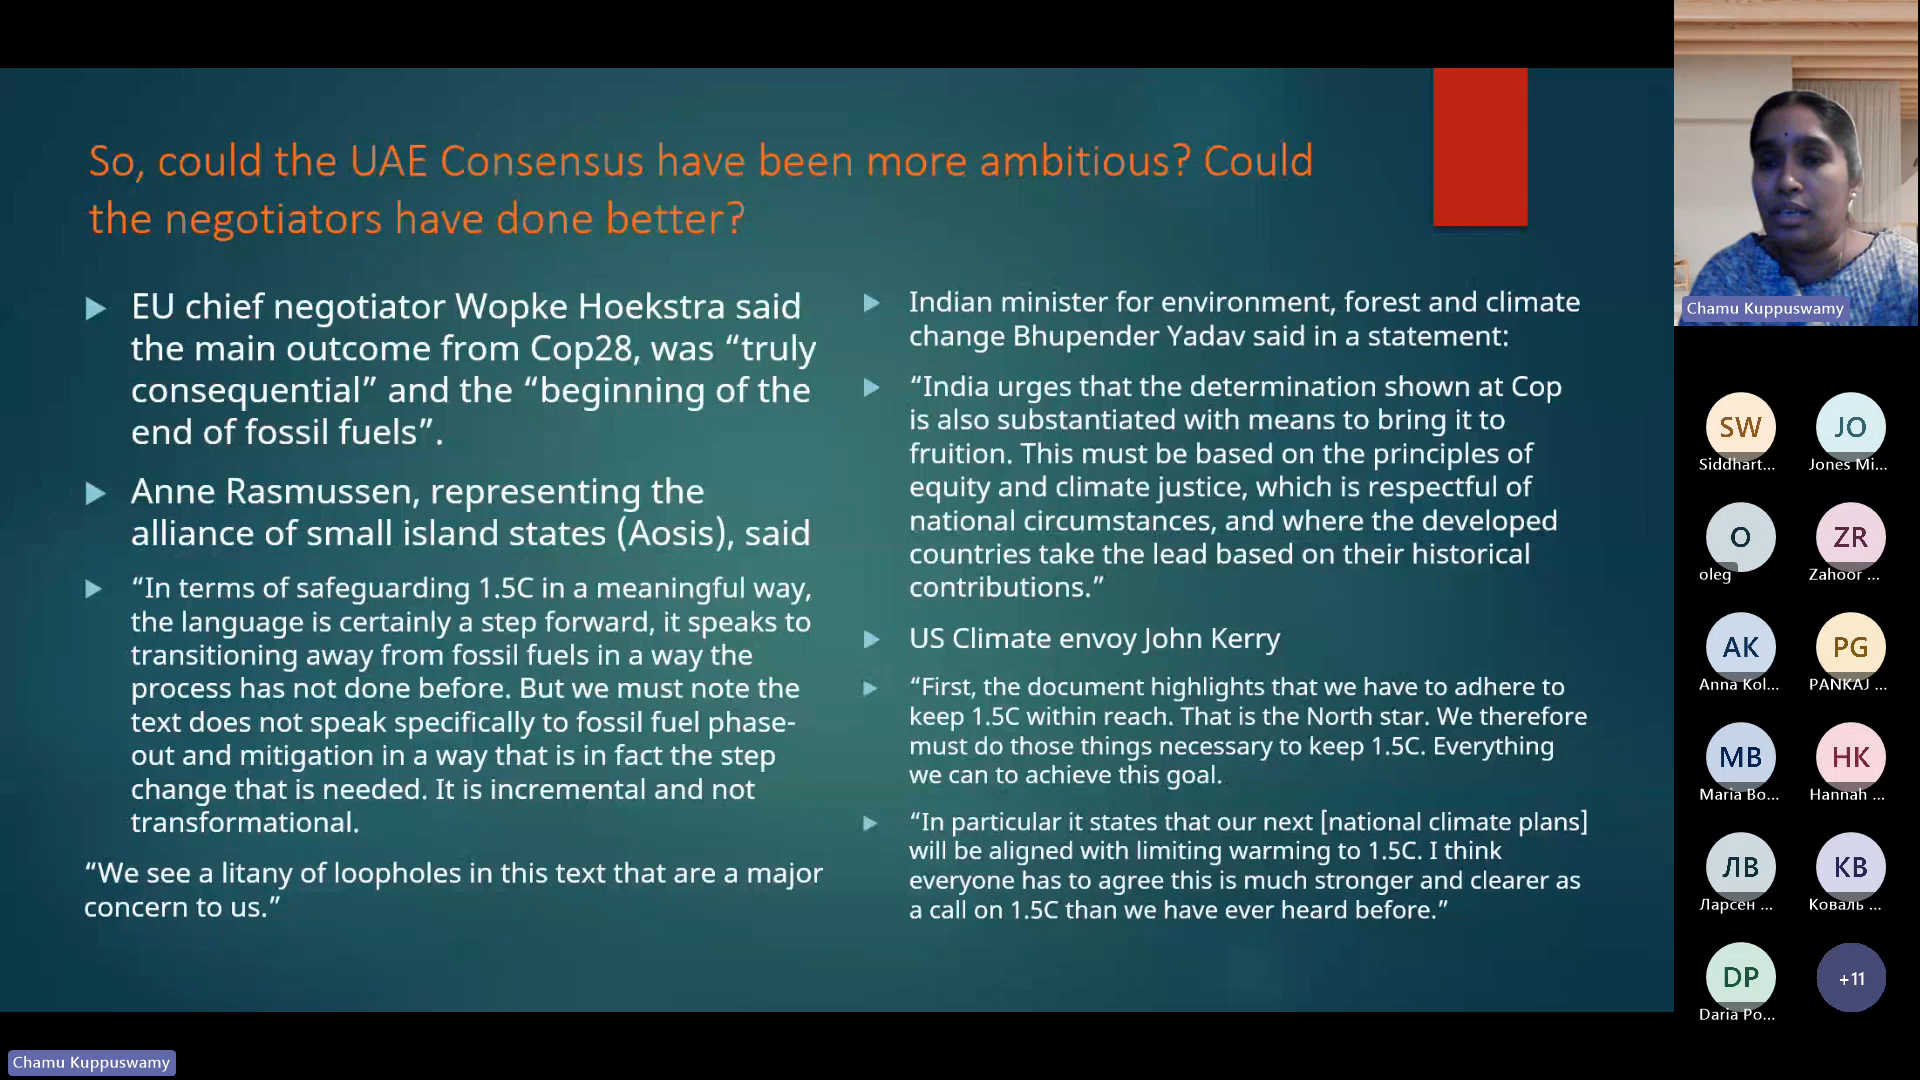 So, could the UAE Consensus have been more ambitious? Could
the negotiators have done better?
EU chief negotiator Wopke Hoekstra said
the main outcome from Cop28, was “truly
consequential” and the “beginning of the
end of fossil fuels”.
Anne Rasmussen, representing the
alliance of small island states (Aosis), said
“In terms of safeguarding 1.5C in a meaningful way,
the language is certainly a step forward, it speaks to
transitioning away from fossil fuels in a way the
process has not done before. But we must note the
text does not speak specifically to fossil fuel phase-
out and mitigation in a way that is in fact the step
change that is needed. It is incremental and not
transformational.
“We see a litany of loopholes in this text that are a major
concern to us.”
Indian minister for environment, forest and climate
change Bhupender Yadav said in a statement:
“India urges that the determination shown at Cop
is also substantiated with means to bring it to
fruition. This must be based on the principles of
equity and climate justice, which is respectful of
national circumstances, and where the developed
countries take the lead based on their historical
contributions.”
US Climate envoy John Kerry
“First, the document highlights that we have to adhere to
keep 1.5C within reach. That is the North star. We therefore
must do those things necessary to keep 1.5C. Everything
we can to achieve this goal.
“In particular it states that our next [national climate plans]
will be aligned with limiting warming to 1.5C. I think
everyone has to agree this is much stronger and clearer as
a call on 1.5C than we have ever heard before.”
Chamu Kuppuswamy
SW
JO
Siddhart...
Jones Mi...
O
ZR
oleg
Zahoor ...
AK
PG
Anna Kol...
PANKAJ ...
MB
HK
Maria Bo...
Hannah ...
ЛВ
КВ
Ларсен ...
Коваль ...
DP
+11
Daria Po...
Chamu Kuppuswamy